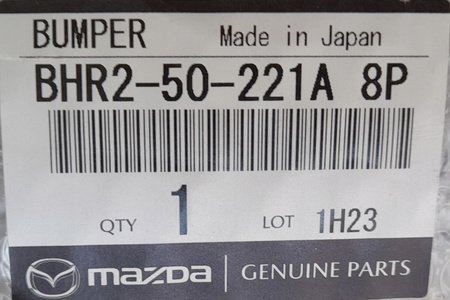 BUMPER Made in Japan
BHR2-50-221A 8P
QTY 1 LOT 1H23
mazda GENUINE PARTS